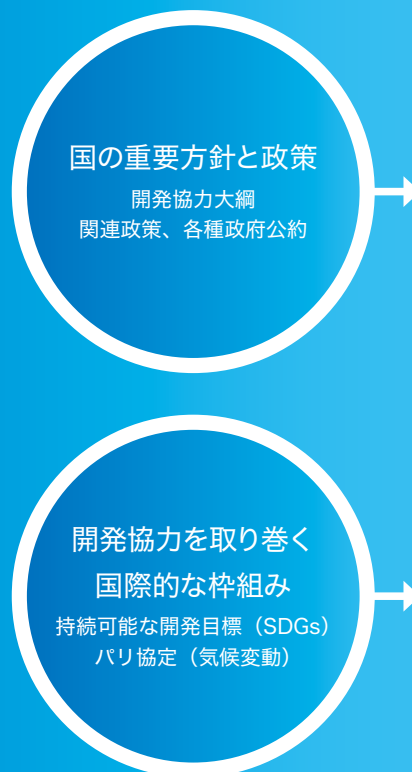 国の重要方針と政策
開発協力大綱
関連政策、各種政府公約
開発協力を取り巻く
国際的な枠組み
持続可能な開発目標（SDGs）
パリ協定（気候変動）